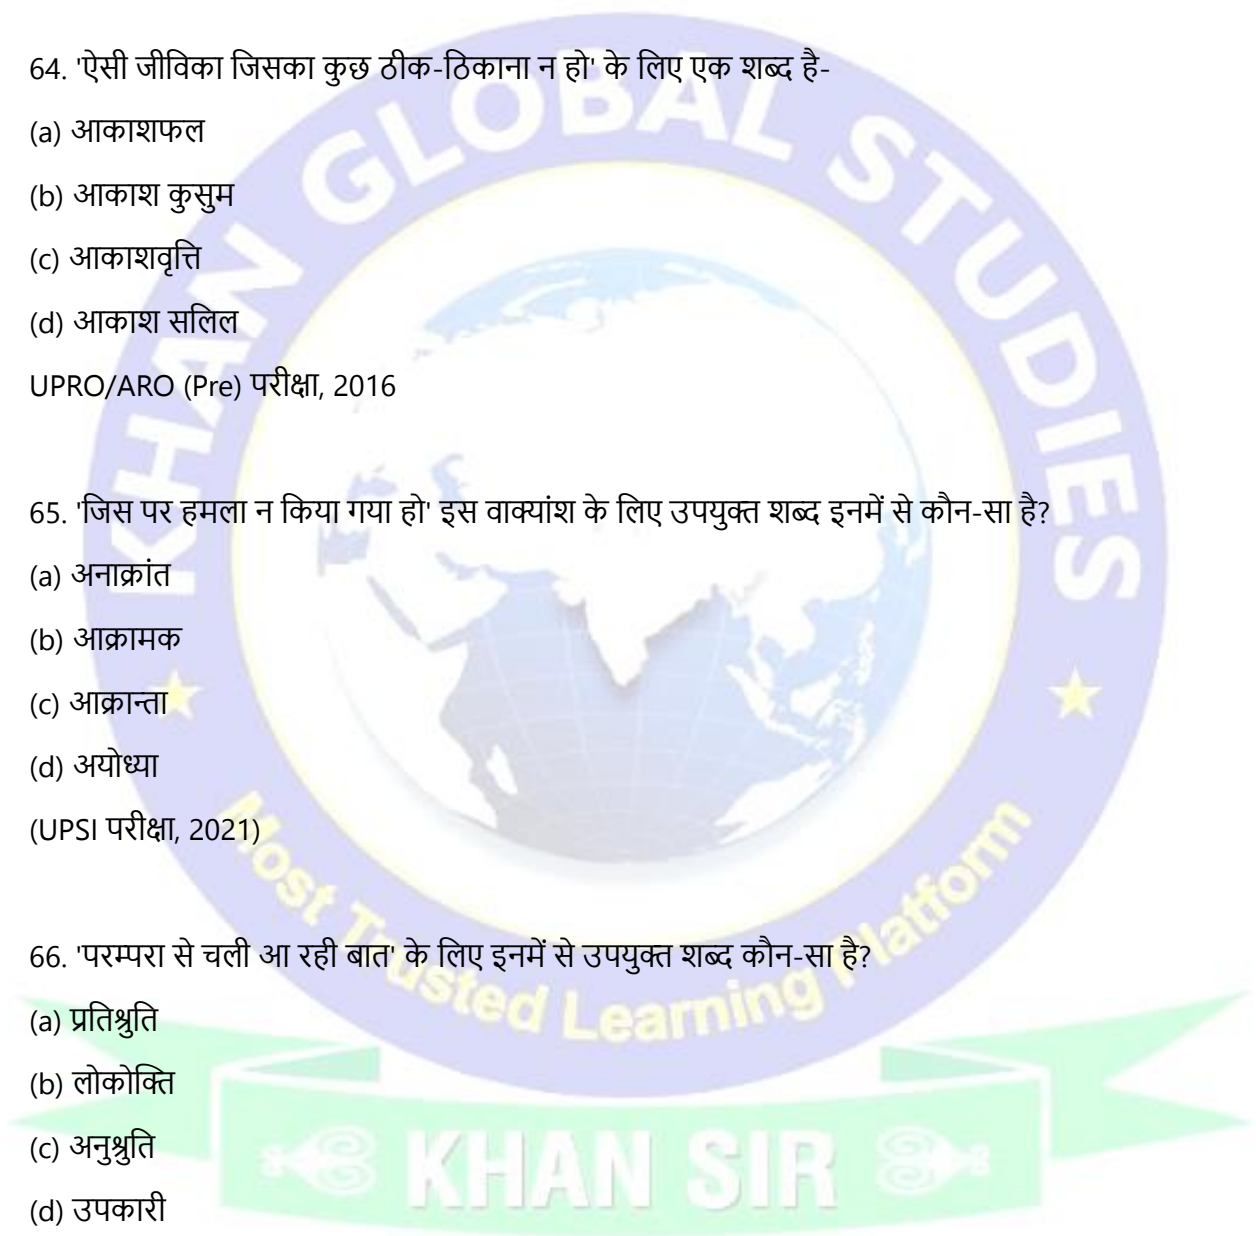 64. 'ऐसी जीविका जिसका कुछ ठीक-ठिकाना न हो' के लिए एक शब्द है-
(a) आकाशफल
(b) आकाश कुसुम
(c) आकाशवृत्ति
(d) आकाश सलिल
UPRO/ARO (Pre) परीक्षा, 2016
65. 'जिस पर हमला न किया गया हो' इस वाक्यांश के लिए उपयुक्त शब्द इनमें से कौन-सा है?
(a) अनाक्रांत
(b) आक्रामक
(c) आक्रान्ता
(d) अयोध्या
(UPSI परीक्षा, 2021)
66. 'परम्परा से चली आ रही बात' के लिए इनमें से उपयुक्त शब्द कौन-सा है?
(a) प्रतिश्रुति
(b) लोकोक्ति
(c) अनुश्रुति
(d) उपकारी
KHAN GLOBAL STUDIES
Most Trusted Learning Platform
KHAN SIR